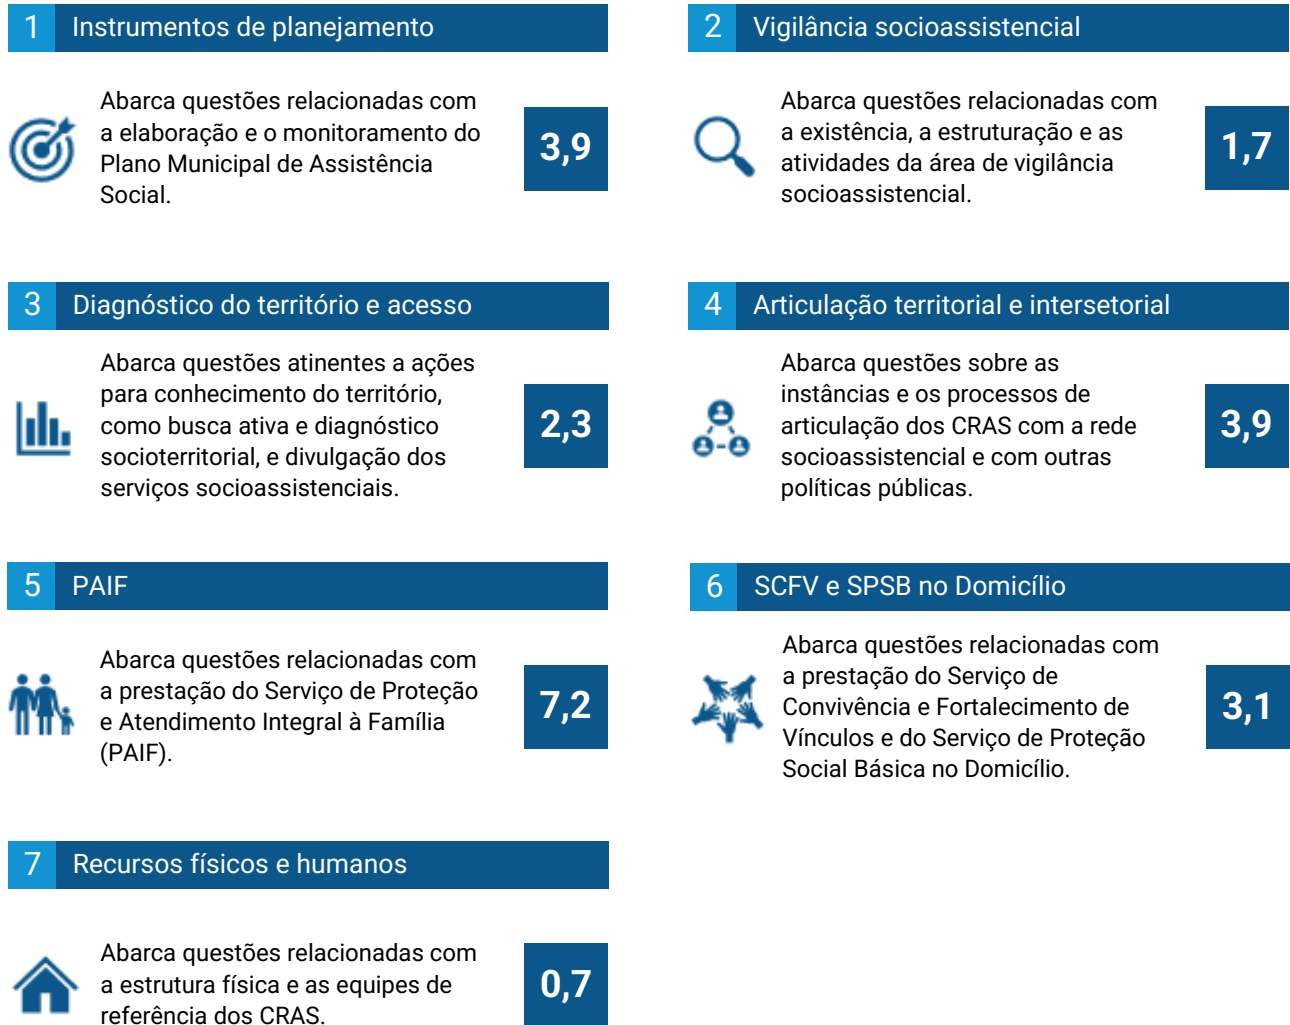 1 Instrumentos de planejamento
Abarca questões relacionadas com
a elaboração e o monitoramento do
Plano Municipal de Assistência
Social.
3,9
2 Vigilância socioassistencial
Abarca questões relacionadas com
a existência, a estruturação e as
atividades da área de vigilância
socioassistencial.
1,7
3 Diagnóstico do território e acesso
Abarca questões atinentes a ações
para conhecimento do território,
como busca ativa e diagnóstico
socioterritorial, e divulgação dos
serviços socioassistenciais.
2,3
4 Articulação territorial e intersetorial
Abarca questões sobre as
instâncias e os processos de
articulação dos CRAS com a rede
socioassistencial e com outras
políticas públicas.
3,9
5 PAIF
Abarca questões relacionadas com
a prestação do Serviço de Proteção
e Atendimento Integral à Família
(PAIF).
7,2
6 SCFV e SPSB no Domicílio
Abarca questões relacionadas com
a prestação do Serviço de
Convivência e Fortalecimento de
Vínculos e do Serviço de Proteção
Social Básica no Domicílio.
3,1
7 Recursos físicos e humanos
Abarca questões relacionadas com
a estrutura física e as equipes de
referência dos CRAS.
0,7